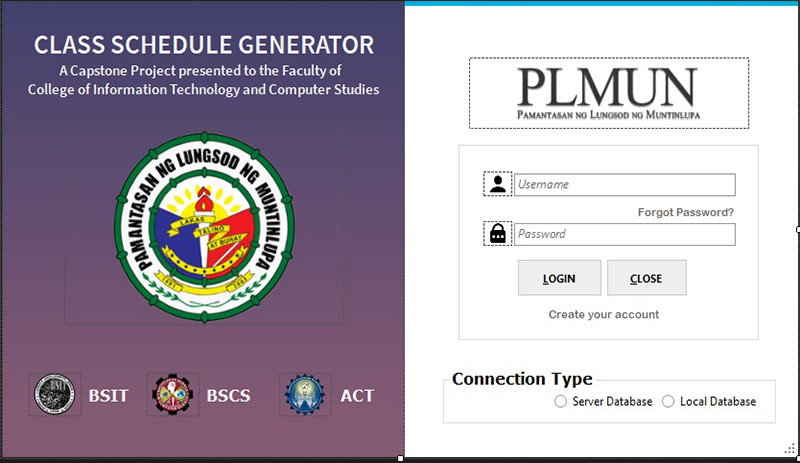 CLASS SCHEDULE GENERATOR
A Capstone Project presented to the Faculty of
College of Information Technology and Computer Studies
PAMANTASAN NG LUNGSOD NG MUNTINLUPA
LAKAS
TALINO
AT BUHAY
BSIT
BSCS
ACT
PLMUN
PAMANTASAN NG LUNGSOD NG MUNTINLUPA
Username
Forgot Password?
Password
LOGIN
CLOSE
Create your account
Connection Type
Server Database
Local Database